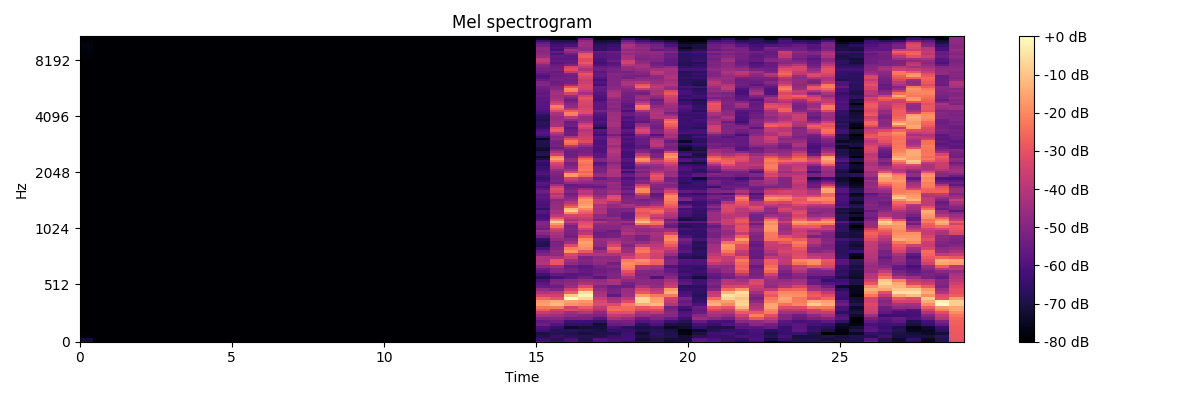 Mel spectrogram
+0 dB
8192
-10 dB
4096
-20 dB
-30 dB
2048
Hz
-40 dB
1024
-50 dB
512
-60 dB
-70 dB
0
-80 dB
0 5 10 15 20 25
Time